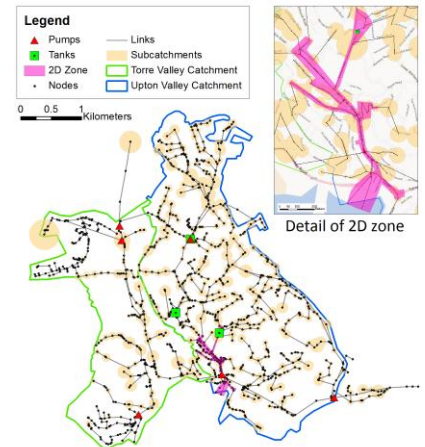 Legend
Pumps
Tanks
2D Zone
Nodes
Links
Subcatchments
Torre Valley Catchment
Upton Valley Catchment
0 0.5 1
Kilometers
Detail of 2D zone